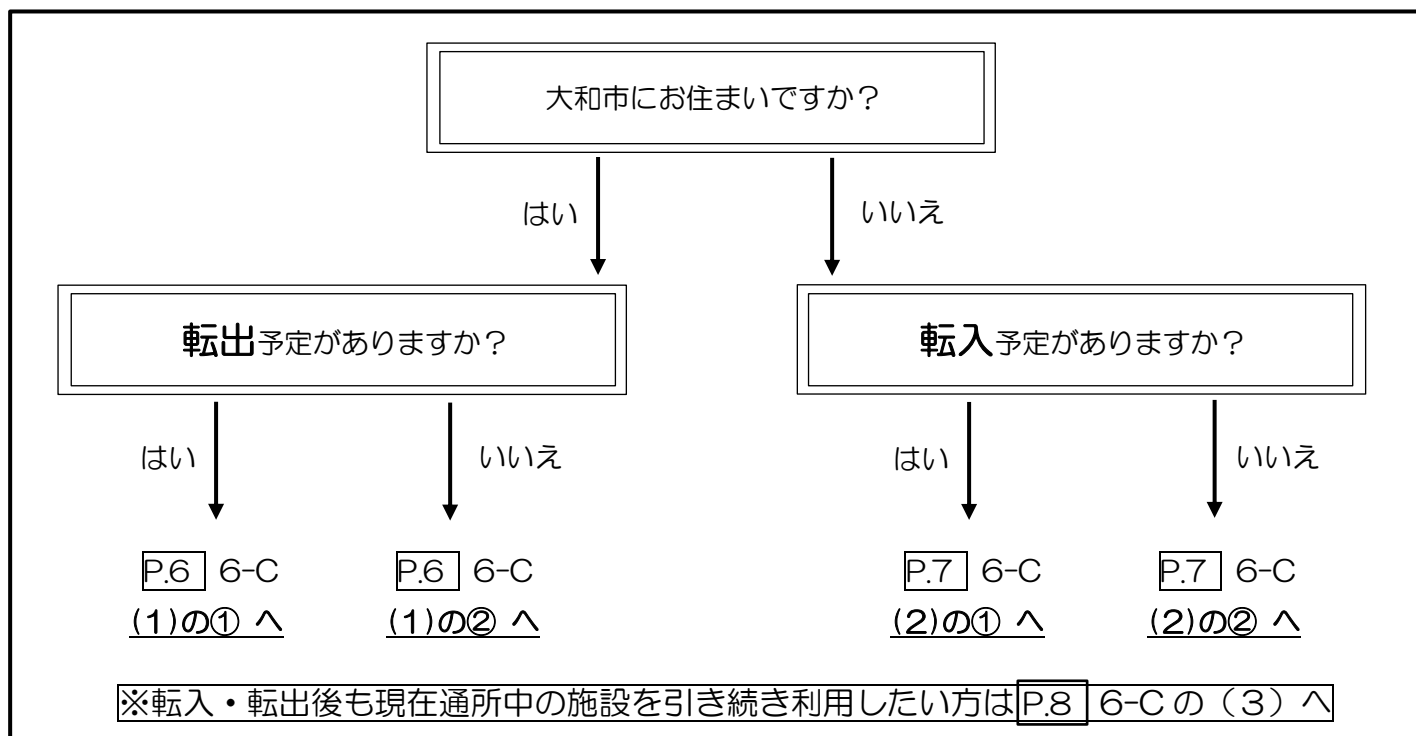 大和市にお住まいですか？
はい
いいえ
転出予定がありますか？
転入予定がありますか？
はい
いいえ
はい
いいえ
P.6 6-C
(1)の① へ
P.6 6-C
(1)の② へ
P.7 6-C
(2)の① へ
P.7 6-C
(2)の② へ
※転入・転出後も現在通所中の施設を引き続き利用したい方は P.8 6-C の（3）へ